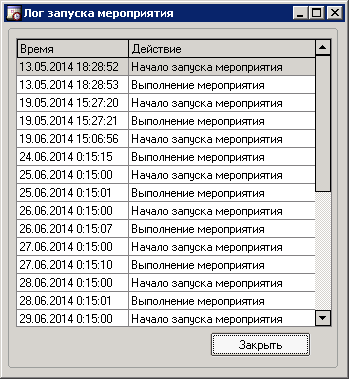 Лог запуска мероприятия
Время Действие
13.05.2014 18:28:52 Начало запуска мероприятия
13.05.2014 18:28:53 Выполнение мероприятия
19.05.2014 15:27:20 Начало запуска мероприятия
19.05.2014 15:27:21 Выполнение мероприятия
19.06.2014 15:06:56 Начало запуска мероприятия
24.06.2014 0:15:15 Выполнение мероприятия
25.06.2014 0:15:00 Начало запуска мероприятия
25.06.2014 0:15:01 Выполнение мероприятия
26.06.2014 0:15:00 Начало запуска мероприятия
26.06.2014 0:15:07 Выполнение мероприятия
27.06.2014 0:15:00 Начало запуска мероприятия
27.06.2014 0:15:10 Выполнение мероприятия
28.06.2014 0:15:00 Начало запуска мероприятия
28.06.2014 0:15:01 Выполнение мероприятия
29.06.2014 0:15:00 Начало запуска мероприятия
Закрыть